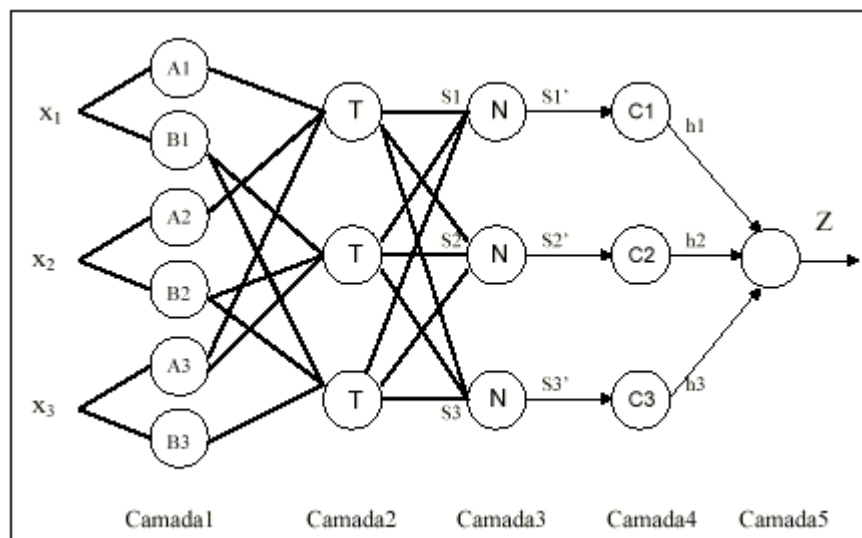 x1
x2
x3
A1
B1
A2
B2
A3
B3
T
T
T
S1
S2
S3
N
N
N
S1'
S2'
S3'
C1
C2
C3
h1
h2
h3
Z
Camada1
Camada2
Camada3
Camada4
Camada5